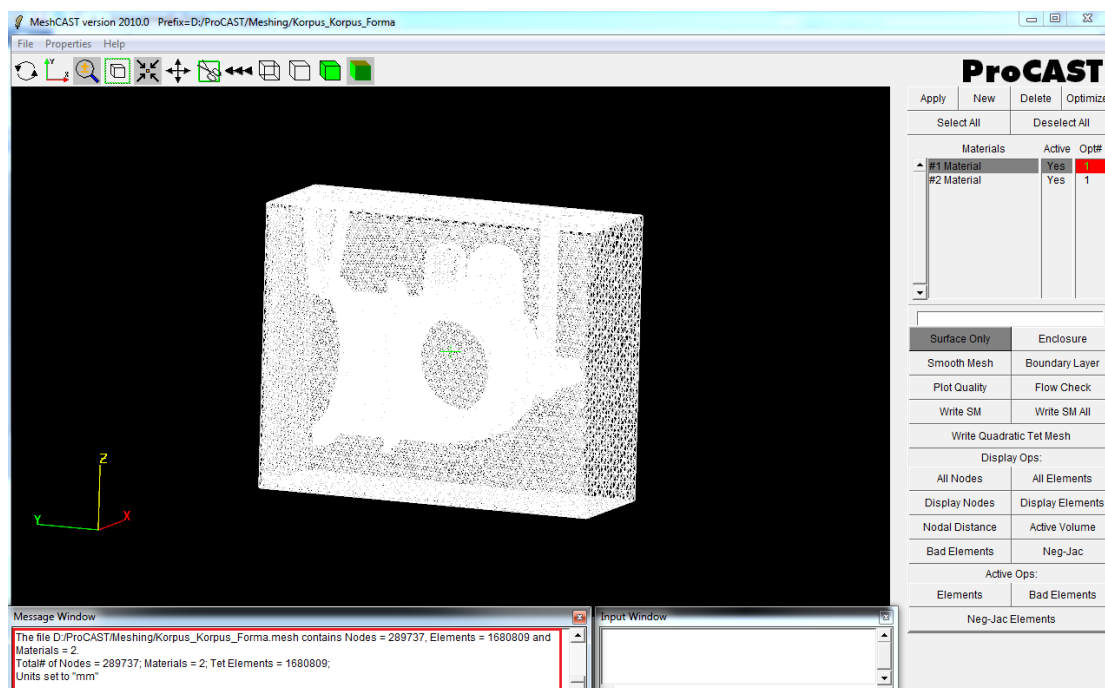 MeshCAST version 2010.0 Prefix=D:/ProCAST/Meshing/Korpus_Korpus_Forma
File Properties Help
Y
X
ProCAST
Apply New Delete Optimize
Select All Deselect All
Materials Active Opt#
#1 Material Yes 1
#2 Material Yes 1
Surface Only Enclosure
Smooth Mesh Boundary Layer
Plot Quality Flow Check
Write SM Write SM All
Write Quadratic Tet Mesh
Display Ops:
All Nodes All Elements
Display Nodes Display Elements
Nodal Distance Active Volume
Bad Elements Neg-Jac
Active Ops:
Elements Bad Elements
Neg-Jac Elements
Z
Y X
Message Window
The file D:/ProCAST/Meshing/Korpus_Korpus_Forma.mesh contains Nodes = 289737, Elements = 1680809 and
Materials = 2.
Total# of Nodes = 289737; Materials = 2; Tet Elements = 1680809;
Units set to "mm"
Input Window